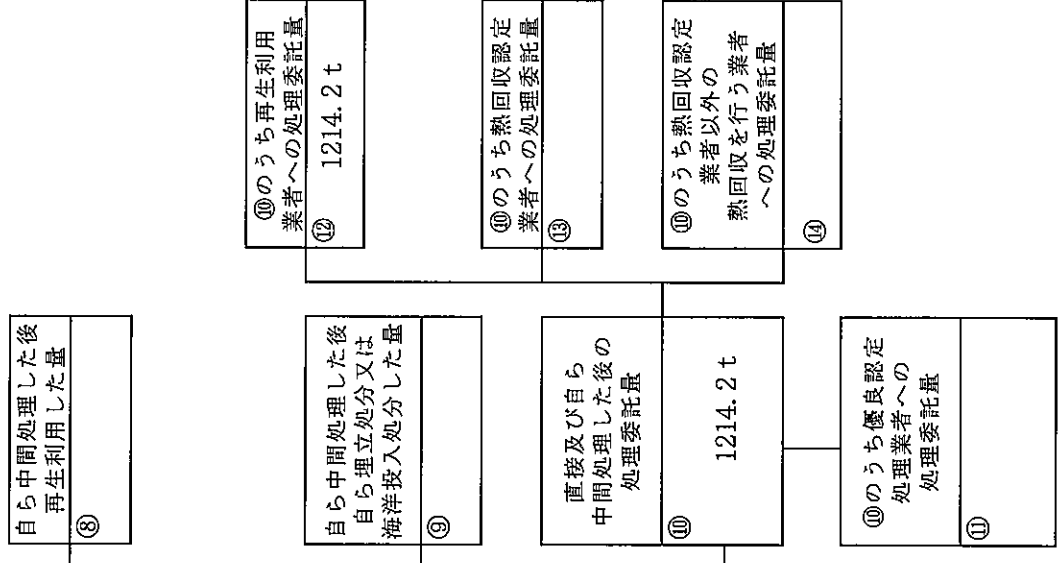 自ら中間処理した後
再生利用した量
⑧
自ら中間処理した後
自ら埋立処分又は
海洋投入処分した量
⑨
直接及び自ら
中間処理した後の
処理委託量
⑩
1214.2 t
⑩のうち優良認定
処理業者への
処理委託量
⑪
⑩のうち再生利用
業者への処理委託量
⑫
1214.2 t
⑩のうち熱回収認定
業者への処理委託量
⑬
⑩のうち熱回収認定
業者以外の
熱回収を行う業者
への処理委託量
⑭